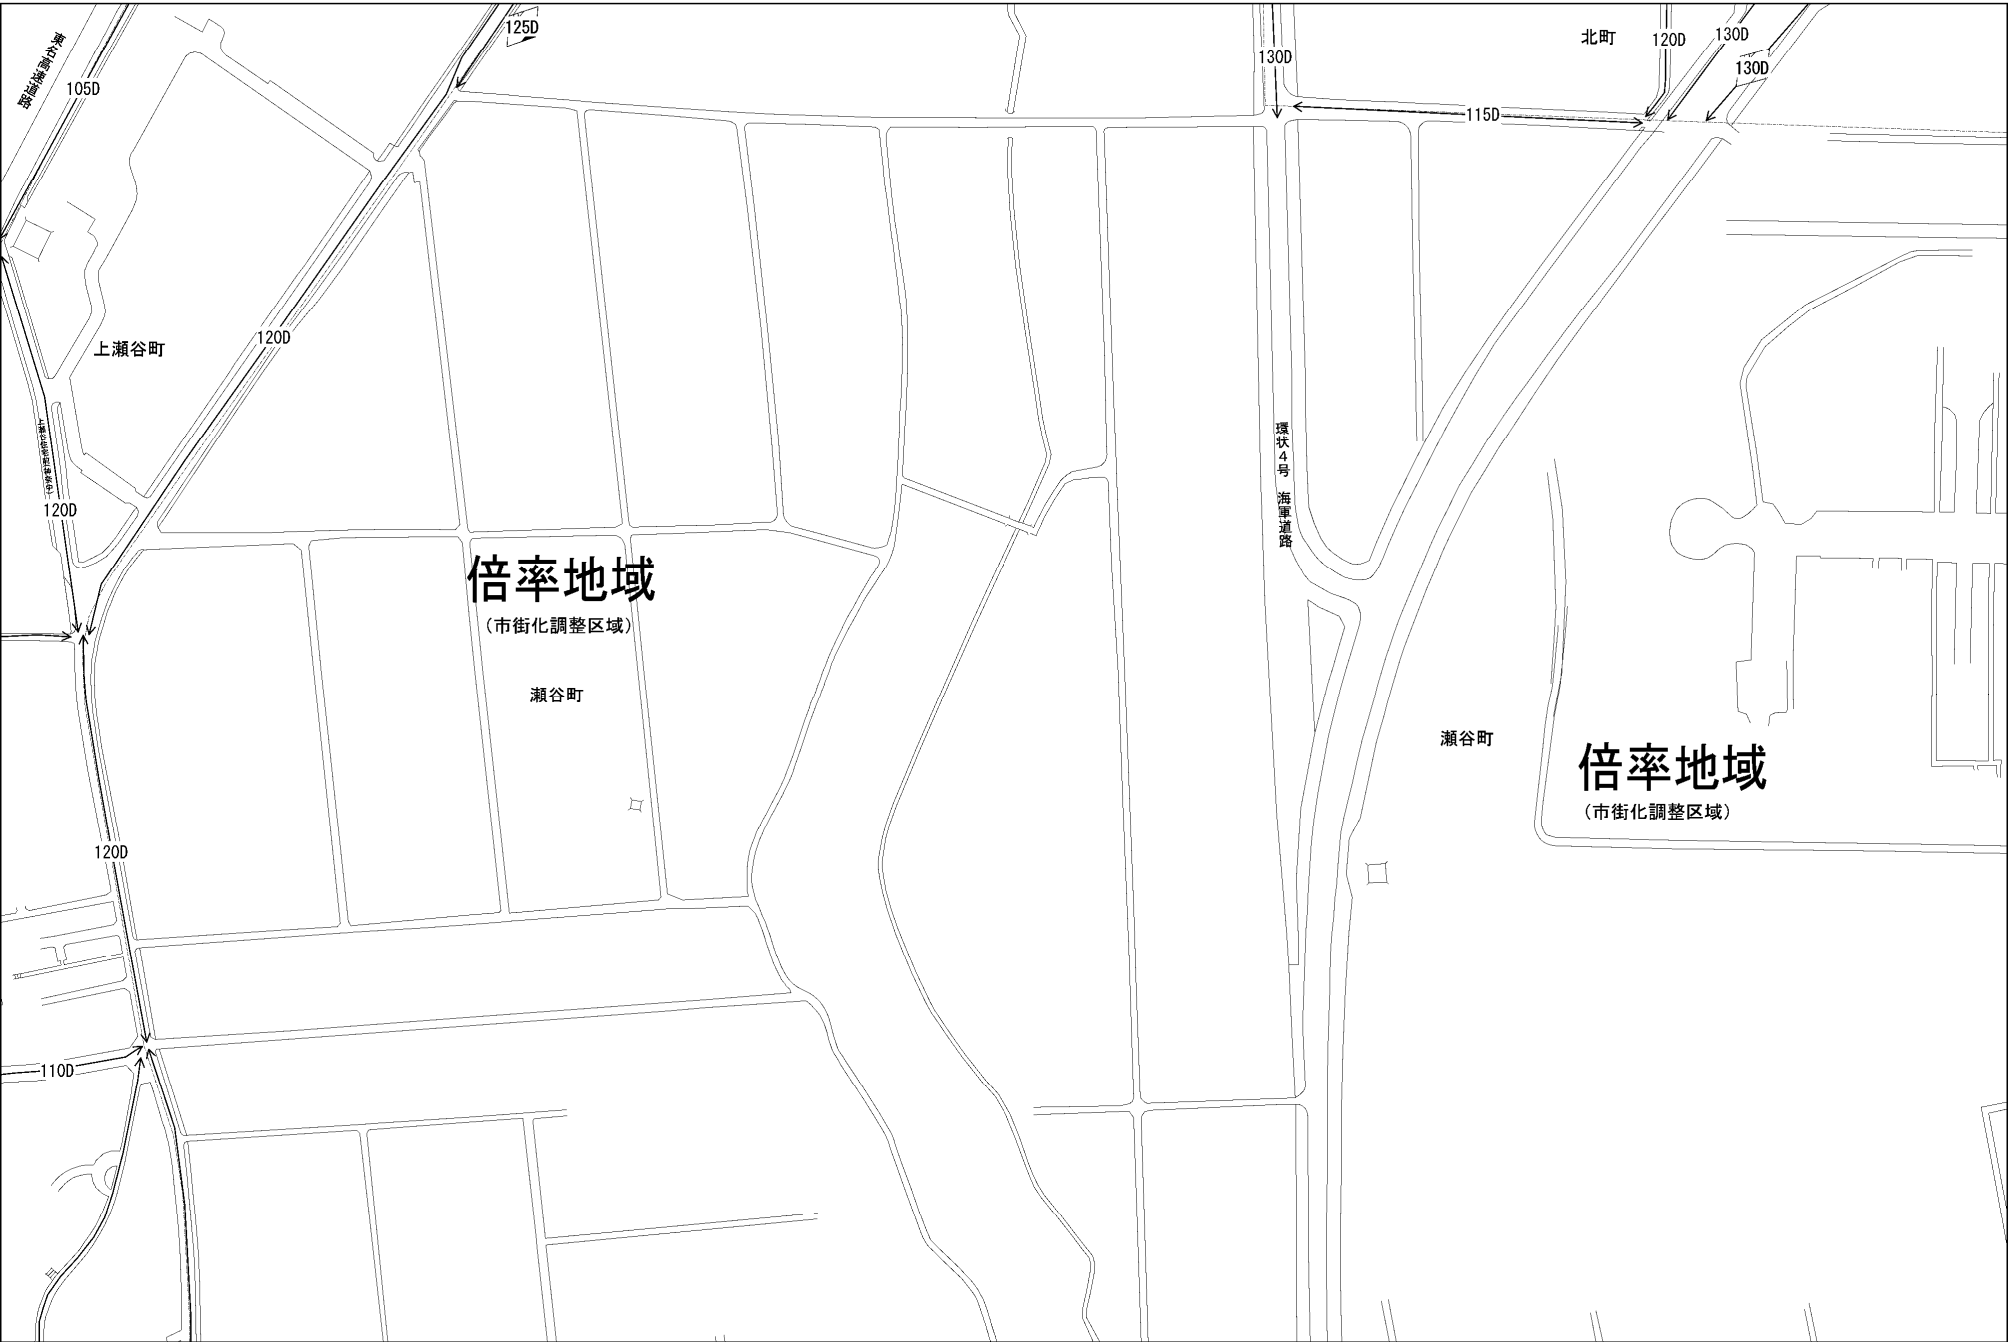 125D
東名高速道路
105D
130D
北町
120D
130D
130D
115D
120D
上瀬谷町
環状4号 海軍道路
120D
倍率地域
(市街化調整区域)
瀬谷町
瀬谷町
倍率地域
(市街化調整区域)
120D
110D